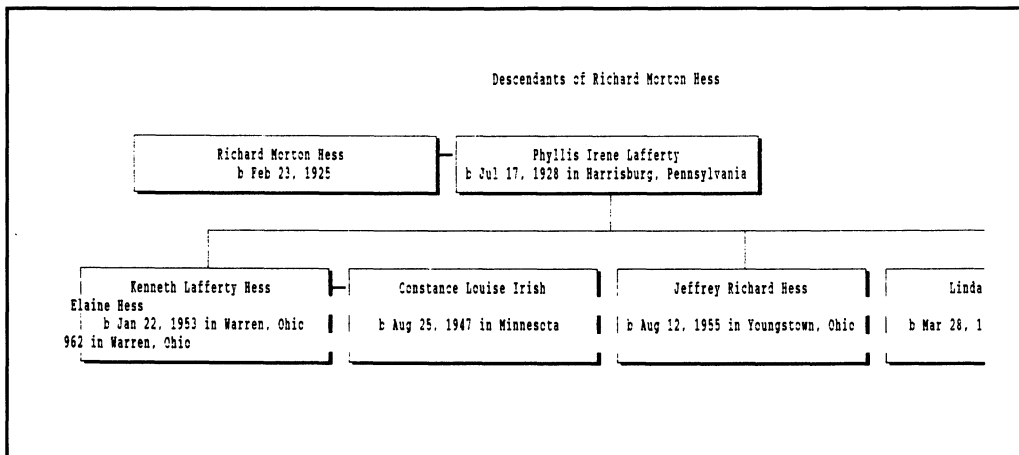 Descendants of Richard Morton Hess
Richard Morton Hess
b Feb 23, 1925
Phyllis Irene Lafferty
b Jul 17, 1928 in Harrisburg, Pennsylvania
Kenneth Lafferty Hess
Elaine Hess
b Jan 22, 1953 in Warren, Ohio
962 in Warren, Ohio
Constance Louise Irish
b Aug 25, 1947 in Minnesota
Jeffrey Richard Hess
b Aug 12, 1955 in Youngstown, Ohio
Linda
b Mar 28, 1